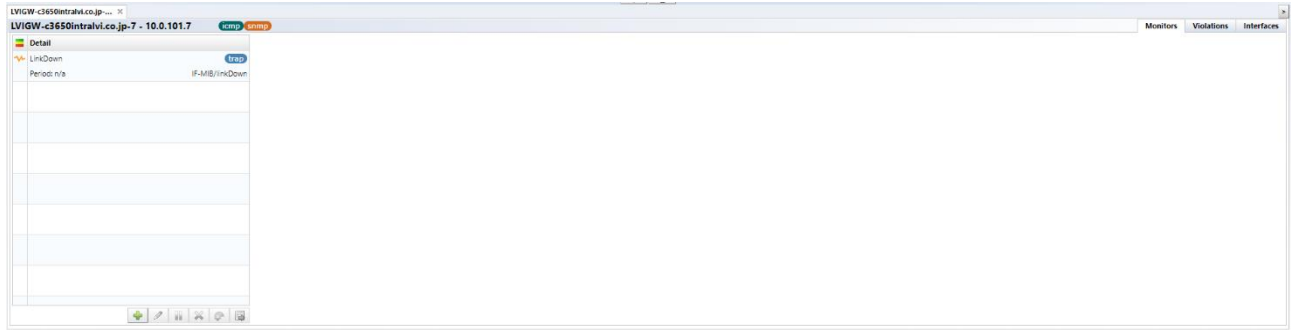 LVIGW-c3650intralvi.co.jp-...
LVIGW-c3650intralvi.co.jp-7 - 10.0.101.7 icmp snmp Monitors Violations Interfaces
Detail
LinkDown trap
Period: n/a IF-MIB/linkDown